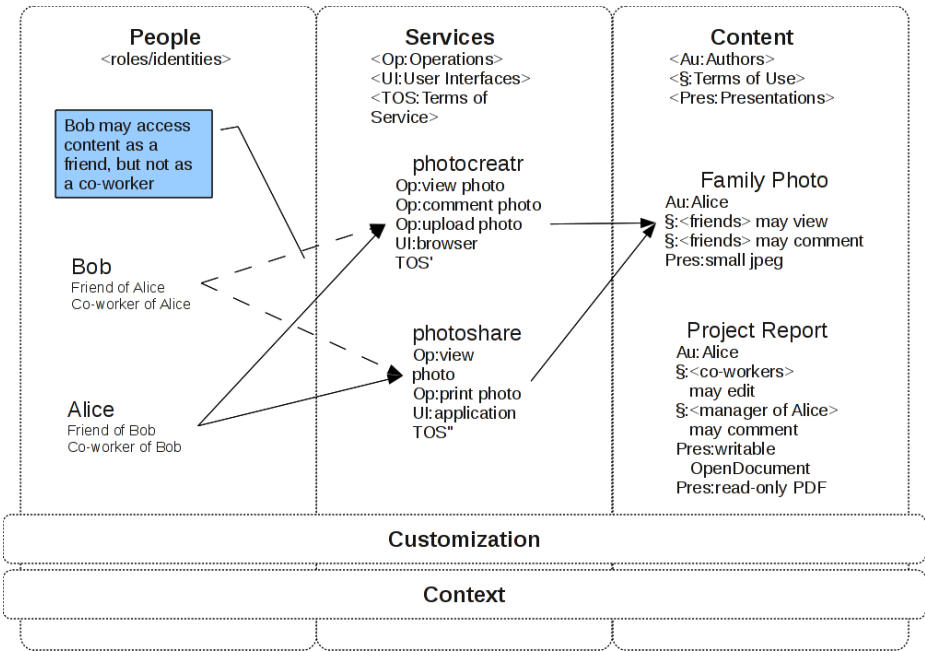 People
<roles/identities>
Bob may access
content as a
friend, but not as
a co-worker
Bob
Friend of Alice
Co-worker of Alice
Alice
Friend of Bob
Co-worker of Bob
Services
<Op:Operations>
<UI:User Interfaces>
<TOS:Terms of
Service>
photocreatr
Op:view photo
Op:comment photo
Op:upload photo
UI:browser
TOS'
photoshare
Op:view
photo
Op:print photo
UI:application
TOS"
Content
<Au:Authors>
<§:Terms of Use>
<Pres:Presentations>
Family Photo
Au:Alice
§:<friends> may view
§:<friends> may comment
Pres:small jpeg
Project Report
Au:Alice
§:<co-workers>
may edit
§:<manager of Alice>
may comment
Pres:writable
OpenDocument
Pres:read-only PDF
Customization
Context